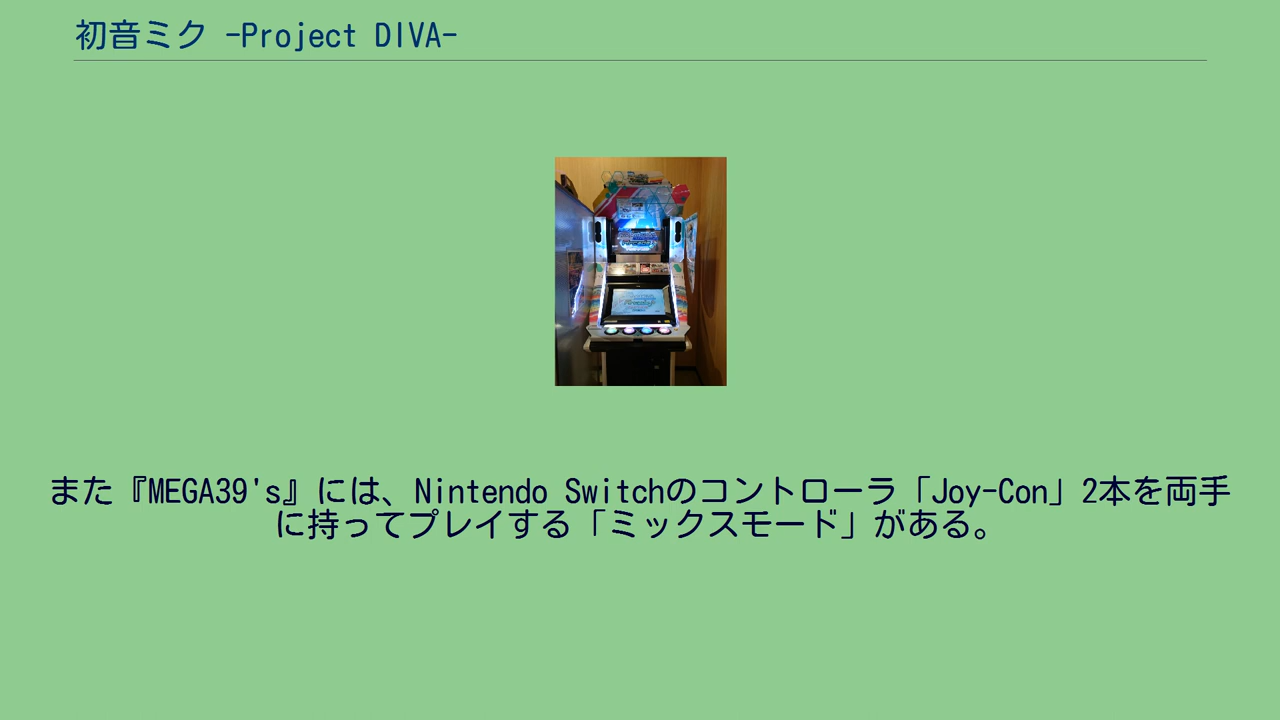 初音ミク -Project DIVA-
また『MEGA39's』には、Nintendo Switchのコントローラ「Joy-Con」2本を両手
に持ってプレイする「ミックスモード」がある。